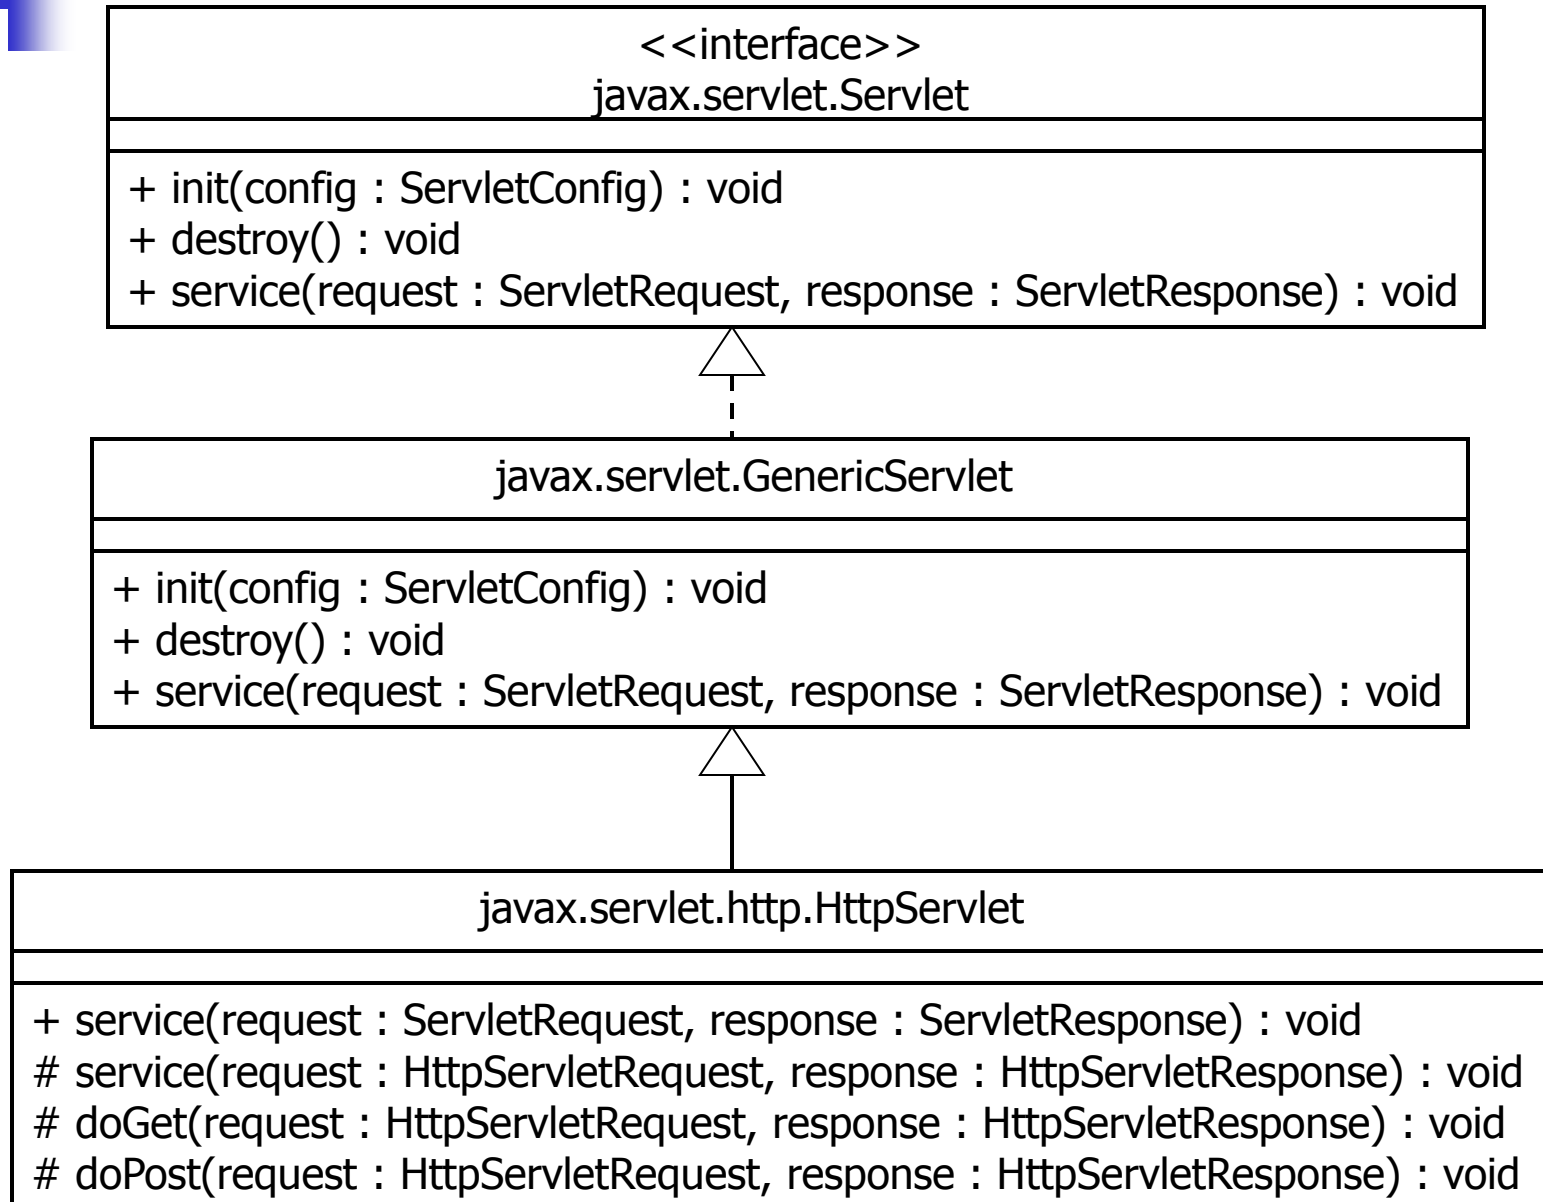 <<interface>>
javax.servlet.Servlet
+ init(config : ServletConfig) : void
+ destroy() : void
+ service(request : ServletRequest, response : ServletResponse) : void
javax.servlet.GenericServlet
+ init(config : ServletConfig) : void
+ destroy() : void
+ service(request : ServletRequest, response : ServletResponse) : void
javax.servlet.http.HttpServlet
+ service(request : ServletRequest, response : ServletResponse) : void
# service(request : HttpServletRequest, response : HttpServletResponse) : void
# doGet(request : HttpServletRequest, response : HttpServletResponse) : void
# doPost(request : HttpServletRequest, response : HttpServletResponse) : void